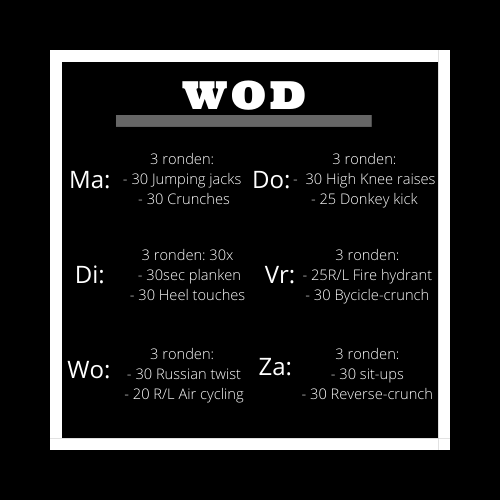 WOD
Ma:
3 ronden:
- 30 Jumping jacks
- 30 Crunches
Do:
3 ronden:
- 30 High Knee raises
- 25 Donkey kick
Di:
3 ronden: 30x
- 30sec planken
- 30 Heel touches
Vr:
3 ronden:
- 25R/L Fire hydrant
- 30 Bycicle-crunch
Wo:
3 ronden:
- 30 Russian twist
- 20 R/L Air cycling
Za:
3 ronden:
- 30 sit-ups
- 30 Reverse-crunch